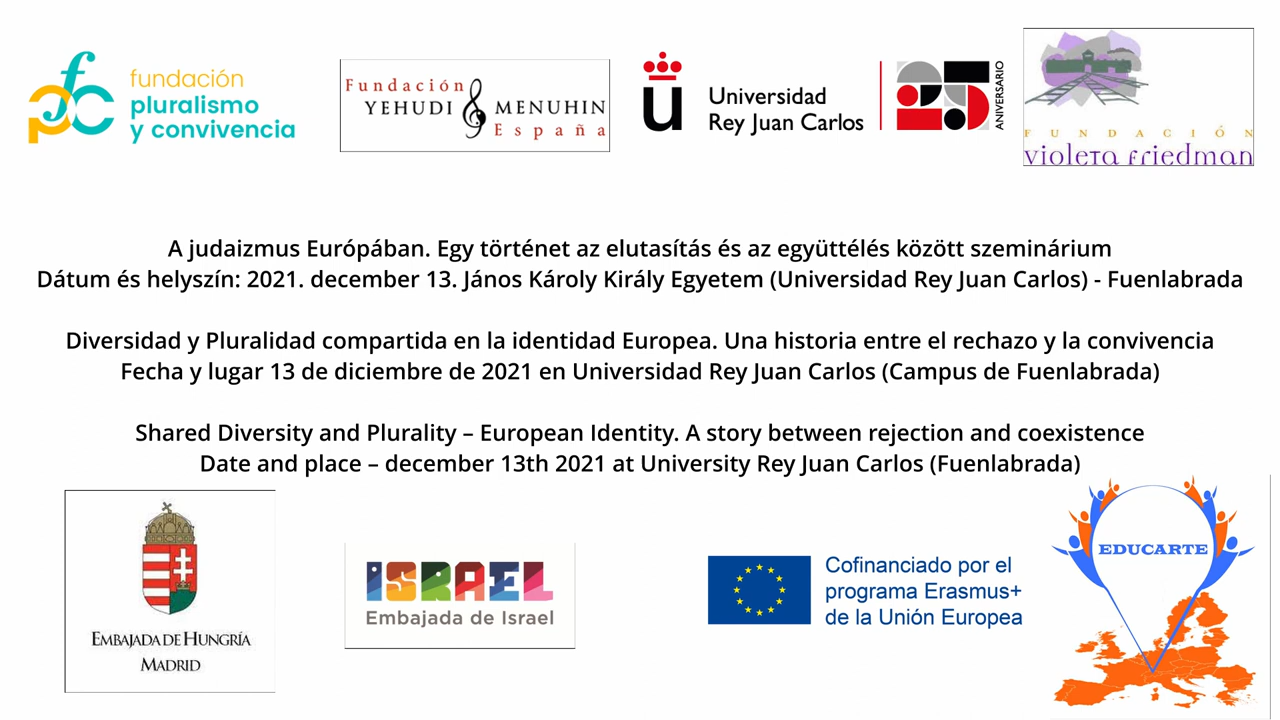 fundación
pluralismo
y convivencia
Fundación
YEHUDI MENUHIN
España
Universidad
Rey Juan Carlos
25
ANIVERSARIO
FUNDACIÓN
violeta friedman
A judaizmus Európában. Egy történet az elutasítás és az együttélés között szeminárium
Dátum és helyszín: 2021. december 13. János Károly Király Egyetem (Universidad Rey Juan Carlos) - Fuenlabrada
Diversidad y Pluralidad compartida en la identidad Europea. Una historia entre el rechazo y la convivencia
Fecha y lugar 13 de diciembre de 2021 en Universidad Rey Juan Carlos (Campus de Fuenlabrada)
Shared Diversity and Plurality – European Identity. A story between rejection and coexistence
Date and place – december 13th 2021 at University Rey Juan Carlos (Fuenlabrada)
EMBAJADA DE HUNGRÍA
MADRID
ISRAEL
Embajada de Israel
Cofinanciado por el
programa Erasmus+
de la Unión Europea
EDUCARTE